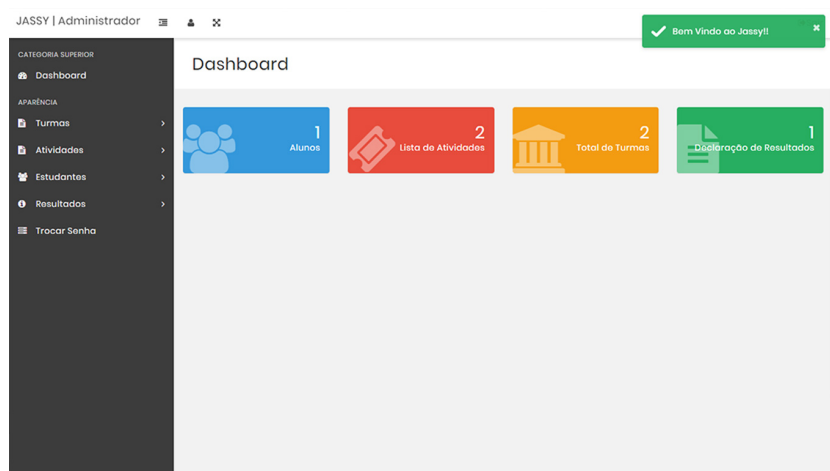 JASSY | Administrador
Bem Vindo ao Jassy!!
×
CATEGORIA SUPERIOR
Dashboard
APARÊNCIA
Turmas
Atividades
Estudantes
Resultados
Trocar Senha
Dashboard
1
Alunos
2
Lista de Atividades
2
Total de Turmas
1
Declaração de Resultados